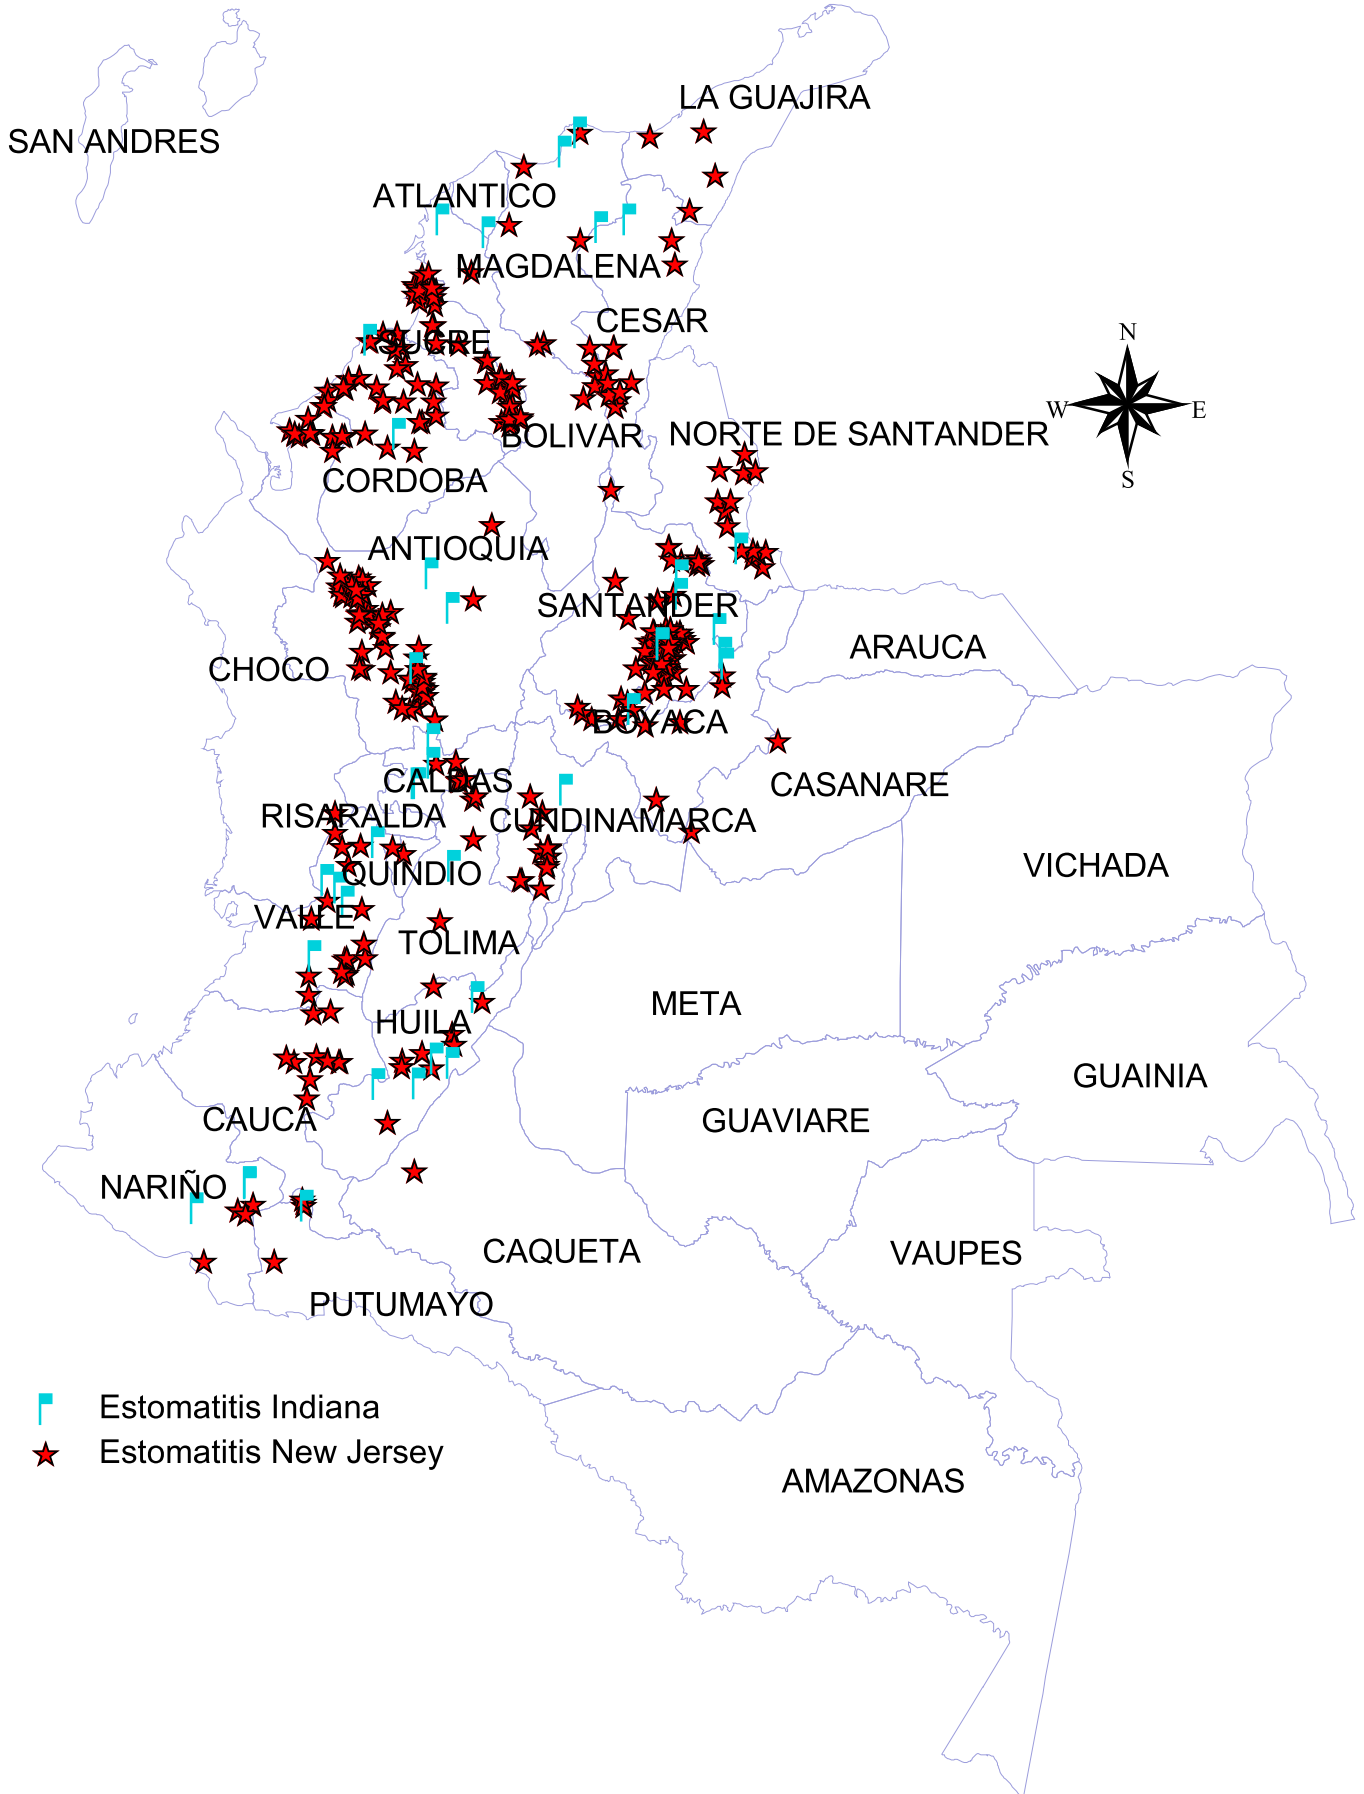 LA GUAJIRA
SAN ANDRES
ATLANTICO
MAGDALENA
CESAR
SUCRE
N
W
E
S
BOLIVAR
NORTE DE SANTANDER
CORDOBA
ANTIOQUIA
SANTANDER
ARAUCA
CHOCO
BOYACA
CALDAS
CASANARE
RISARALDA
CUNDINAMARCA
QUINDIO
VICHADA
VALLE
TOLIMA
META
HUILA
GUAINIA
CAUCA
GUAVIARE
NARIÑO
CAQUETA
VAUPES
PUTUMAYO
Estomatitis Indiana
Estomatitis New Jersey
AMAZONAS